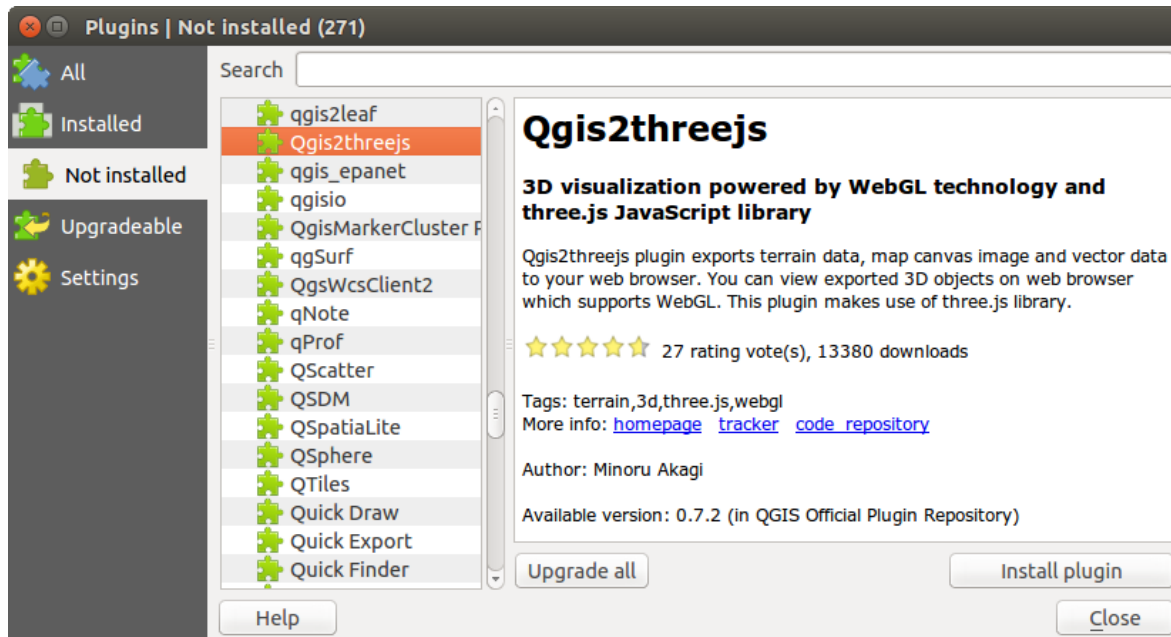 Plugins | Not installed (271)
All
Installed
Not installed
Upgradeable
Settings
Search
qgis2leaf
Qgis2threejs
qgis_epanet
qgisio
QgisMarkerCluster
qgSurf
QgsWcsClient2
qNote
qProf
QScatter
QSDM
QSpatiaLite
QSphere
QTiles
Quick Draw
Quick Export
Quick Finder
Qgis2threejs
3D visualization powered by WebGL technology and
three.js JavaScript library
Qgis2threejs plugin exports terrain data, map canvas image and vector data
to your web browser. You can view exported 3D objects on web browser
which supports WebGL. This plugin makes use of three.js library.
27 rating vote(s), 13380 downloads
Tags: terrain,3d,three.js,webgl
More info: homepage tracker code repository
Author: Minoru Akagi
Available version: 0.7.2 (in QGIS Official Plugin Repository)
Upgrade all
Install plugin
Help
Close